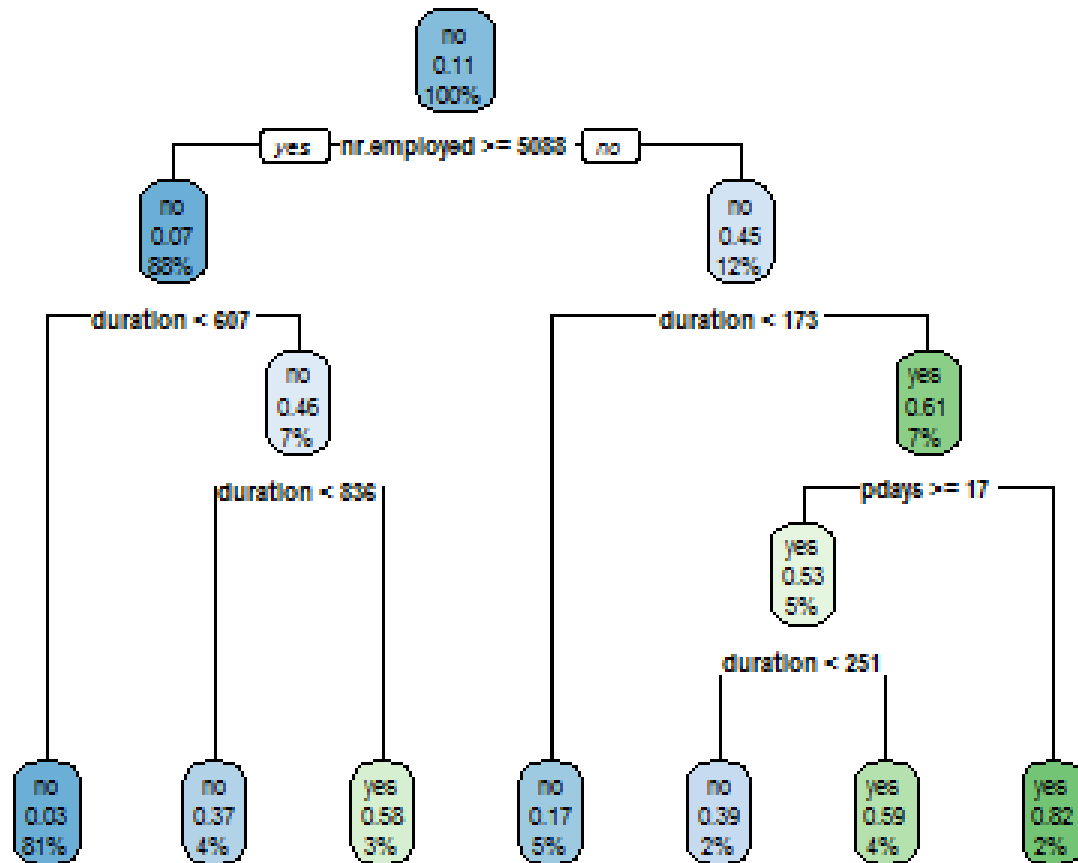 no
0.11
100%
yes nr.employed >= 5088 no
no
0.07
88%
no
0.45
12%
duration < 607
duration < 173
no
0.46
7%
yes
0.61
7%
duration < 836
pdays >= 17
yes
0.53
5%
duration < 251
no
0.03
81%
no
0.37
4%
yes
0.58
3%
no
0.17
5%
no
0.39
2%
yes
0.59
4%
yes
0.82
2%